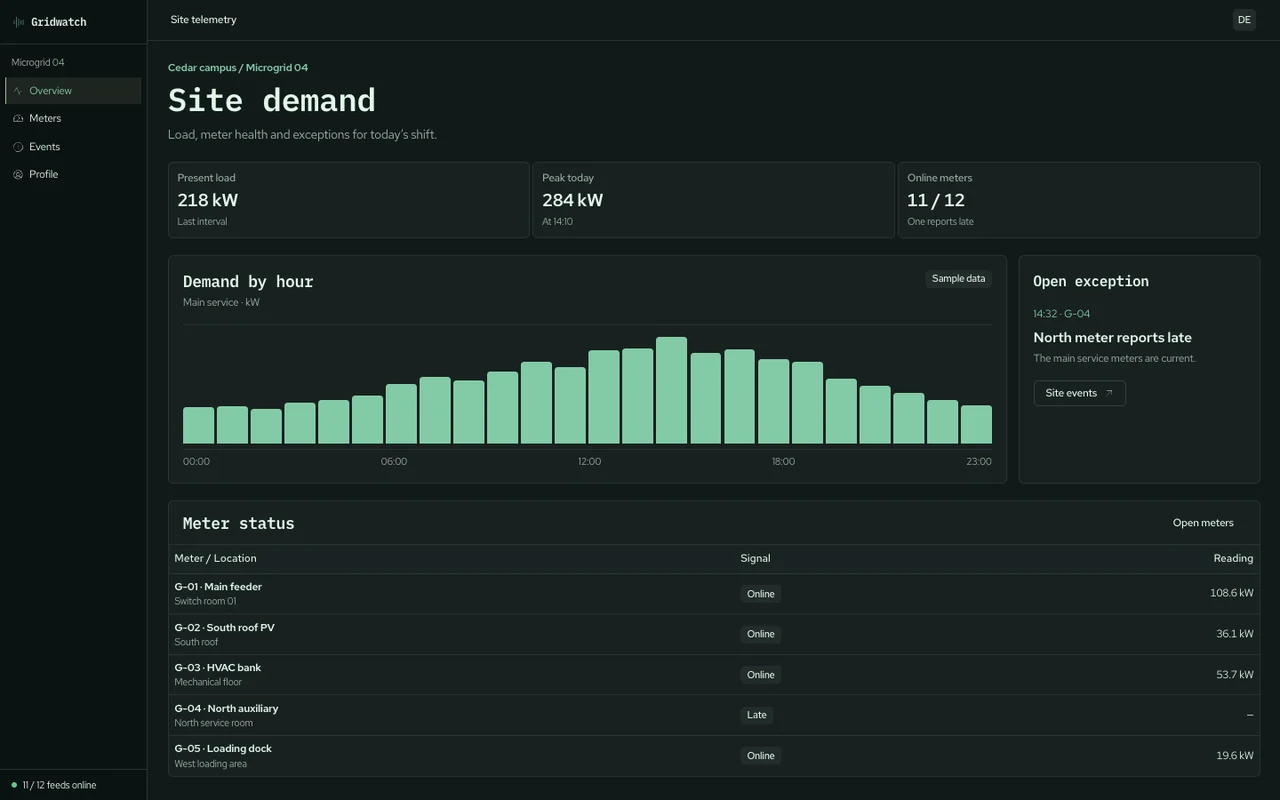 Gridwatch
Microgrid 04
Overview
Meters
Events
Profile
11 / 12 feeds online
Site telemetry
DE
Cedar campus / Microgrid 04
Site demand
Load, meter health and exceptions for today's shift.
Present load
218 kW
Last interval
Peak today
284 kW
At 14:10
Online meters
11 / 12
One reports late
Demand by hour
Main service · kW
Sample data
00:00 06:00 12:00 18:00 23:00
Open exception
14:32 · G-04
North meter reports late
The main service meters are current.
Site events
Meter status
Open meters
Meter / Location Signal Reading
G-01 · Main feeder
Switch room 01
Online
108.6 kW
G-02 · South roof PV
South roof
Online
36.1 kW
G-03 · HVAC bank
Mechanical floor
Online
53.7 kW
G-04 · North auxiliary
North service room
Late
—
G-05 · Loading dock
West loading area
Online
19.6 kW